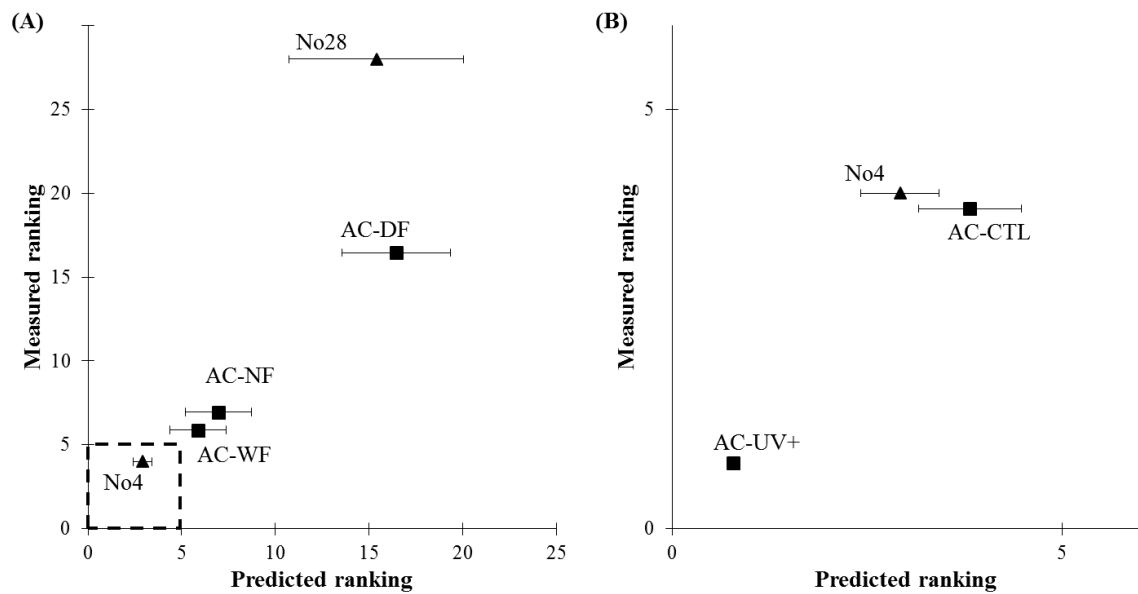 (A)
No28
25
20
AC-DF
15
10
AC-NF
5
AC-WF
No4
0
0 5 10 15 20 25
Predicted ranking
Measured ranking
(B)
5
No4
AC-CTL
AC-UV+
0
0 5
Predicted ranking
Measured ranking